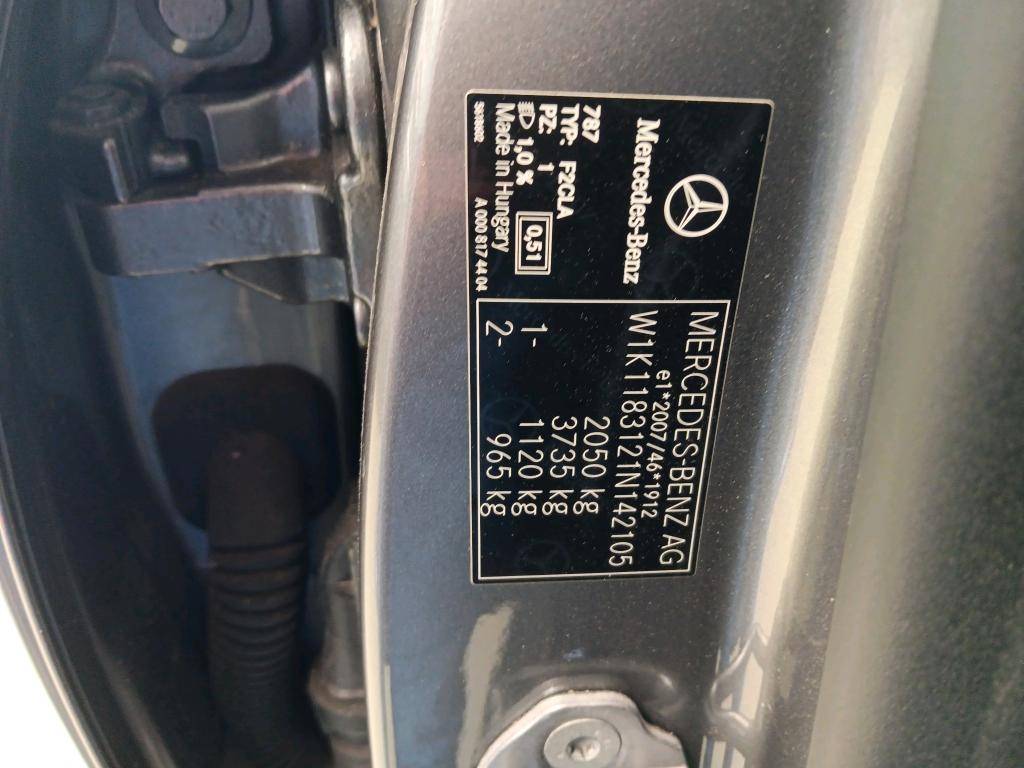 Mercedes-Benz
787
TYP: F2CLA
PZ: 1
1,0 %
0,51
Made in Hungary
A 000 817 44 04
MERCEDES-BENZ AG
e1*2007/46*1912
W1K1183121N142105
2050 kg
3735 kg
1- 1120 kg
2- 965 kg